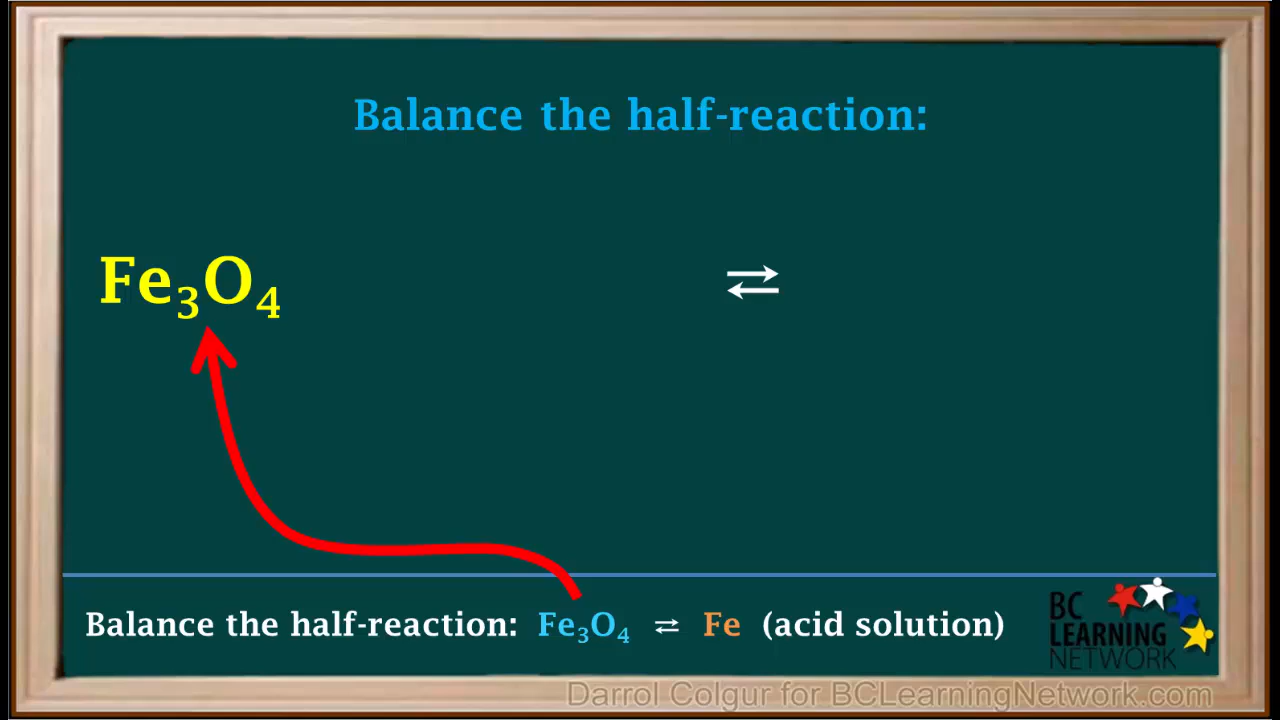 Balance the half-reaction:
Fe₃O₄ ⇄
Balance the half-reaction: Fe₃O₄ ⇄ Fe (acid solution)
BC
LEARNING
NETWORK
Darrol Colgur for BCLearningNetwork.com